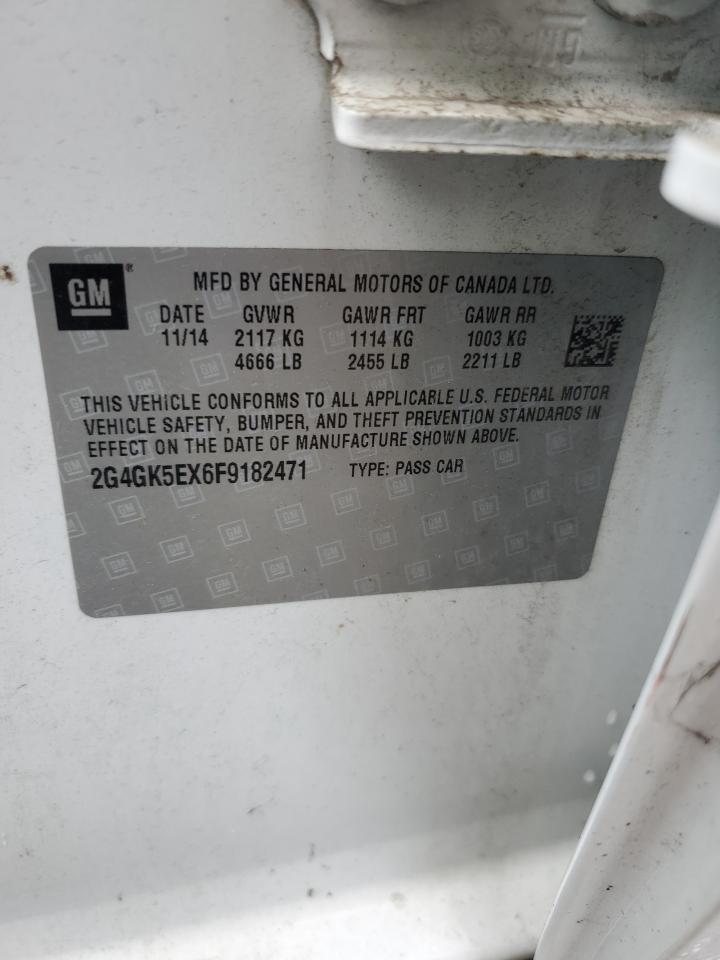 GM
MFD BY GENERAL MOTORS OF CANADA LTD.
DATE GVWR GAWR FRT GAWR RR
11/14 2117 KG 1114 KG 1003 KG
4666 LB 2455 LB 2211 LB
THIS VEHICLE CONFORMS TO ALL APPLICABLE U.S. FEDERAL MOTOR
VEHICLE SAFETY, BUMPER, AND THEFT PREVENTION STANDARDS IN
EFFECT ON THE DATE OF MANUFACTURE SHOWN ABOVE.
2G4GK5EX6F9182471 TYPE: PASS CAR